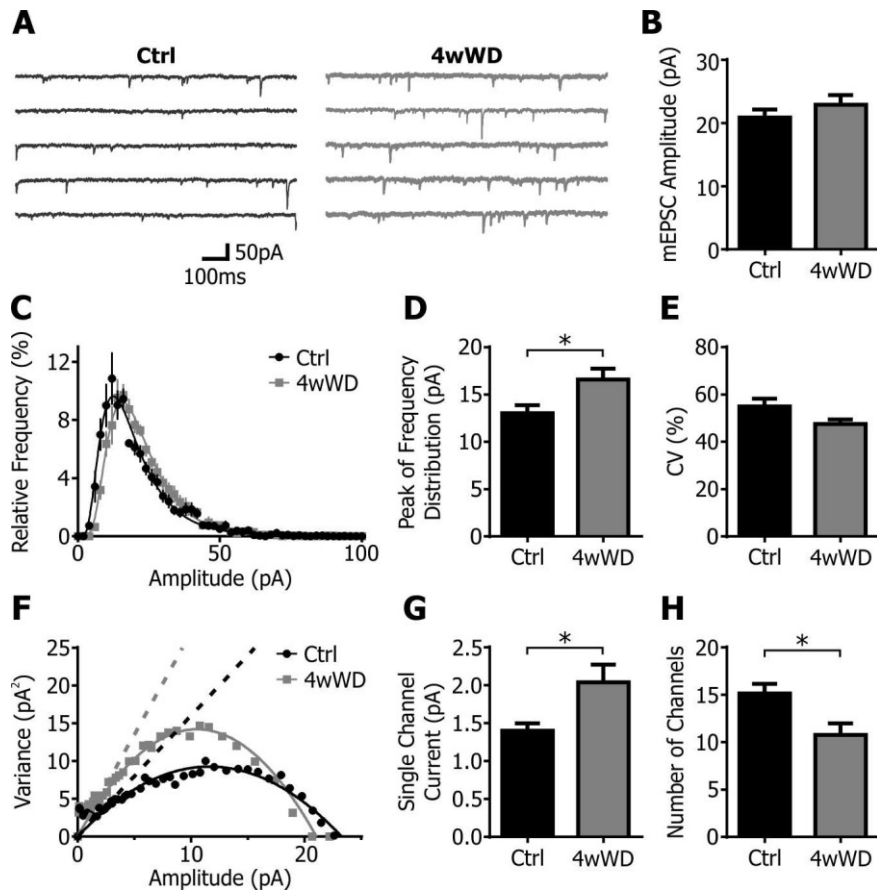 A
Ctrl
4wWD
50pA
100ms
B
mEPSC Amplitude (pA)
30
20
10
0
Ctrl
4wWD
C
Relative Frequency (%)
12
8
4
0
0
50
100
Amplitude (pA)
Ctrl
4wWD
D
Peak of Frequency
Distribution (pA)
20
15
10
5
0
*
Ctrl
4wWD
E
CV (%)
80
60
40
20
0
Ctrl
4wWD
F
Variance (pA²)
25
20
15
10
5
0
0
10
20
Amplitude (pA)
Ctrl
4wWD
G
Single Channel
Current (pA)
2.5
2.0
1.5
1.0
0.5
0.0
*
Ctrl
4wWD
H
Number of Channels
20
15
10
5
0
*
Ctrl
4wWD